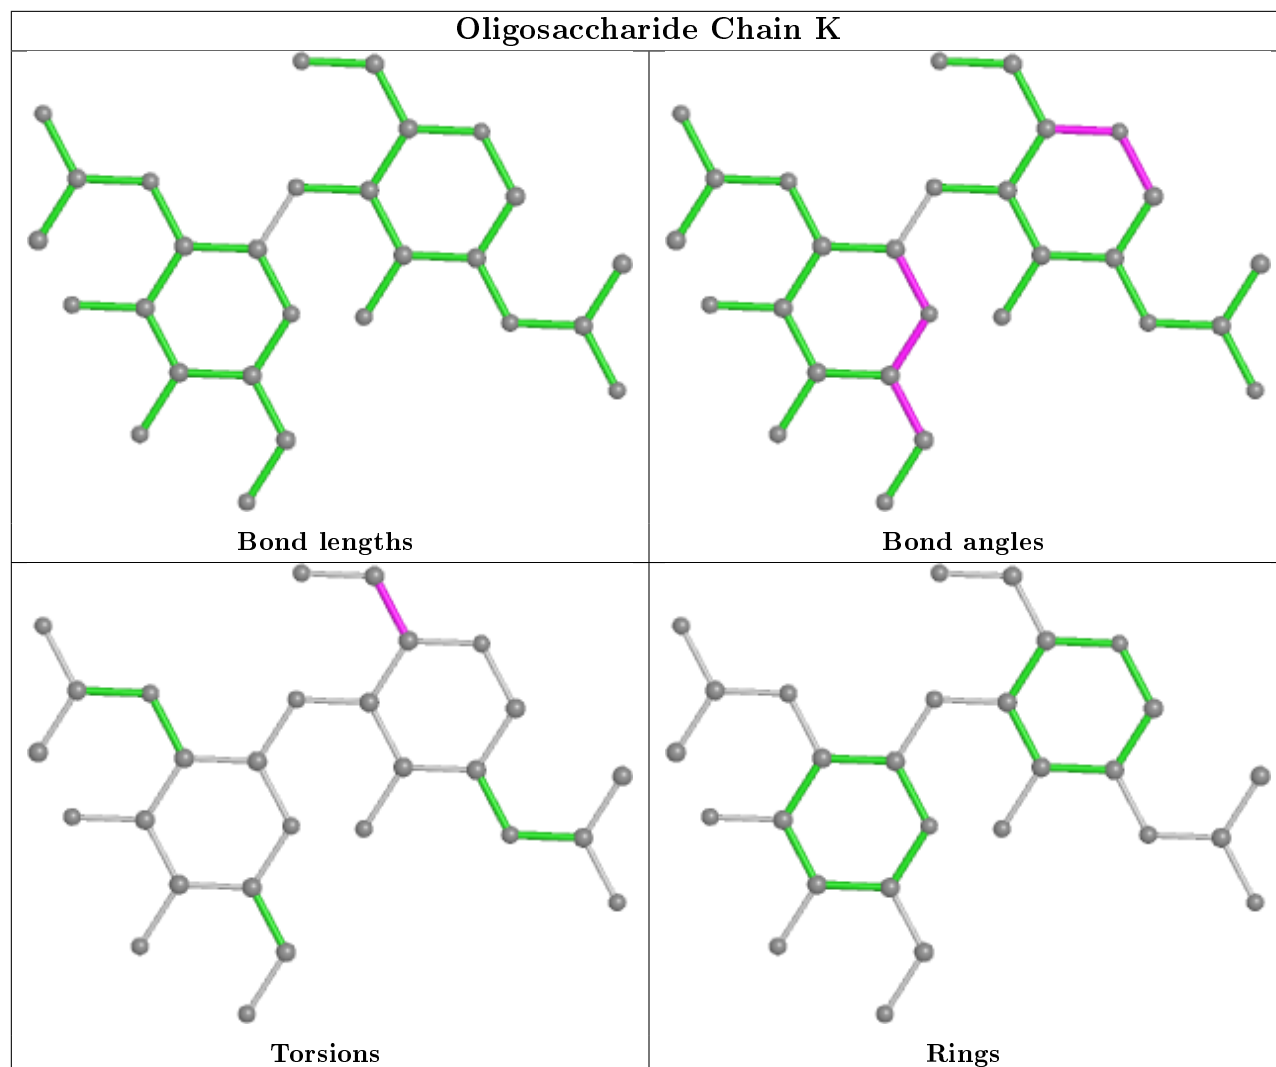 Oligosaccharide Chain K
Bond lengths
Bond angles
Torsions
Rings